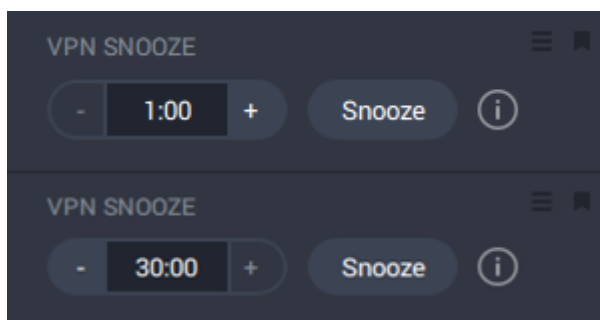 VPN SNOOZE
- 1:00 + Snooze i
VPN SNOOZE
- 30:00 + Snooze i